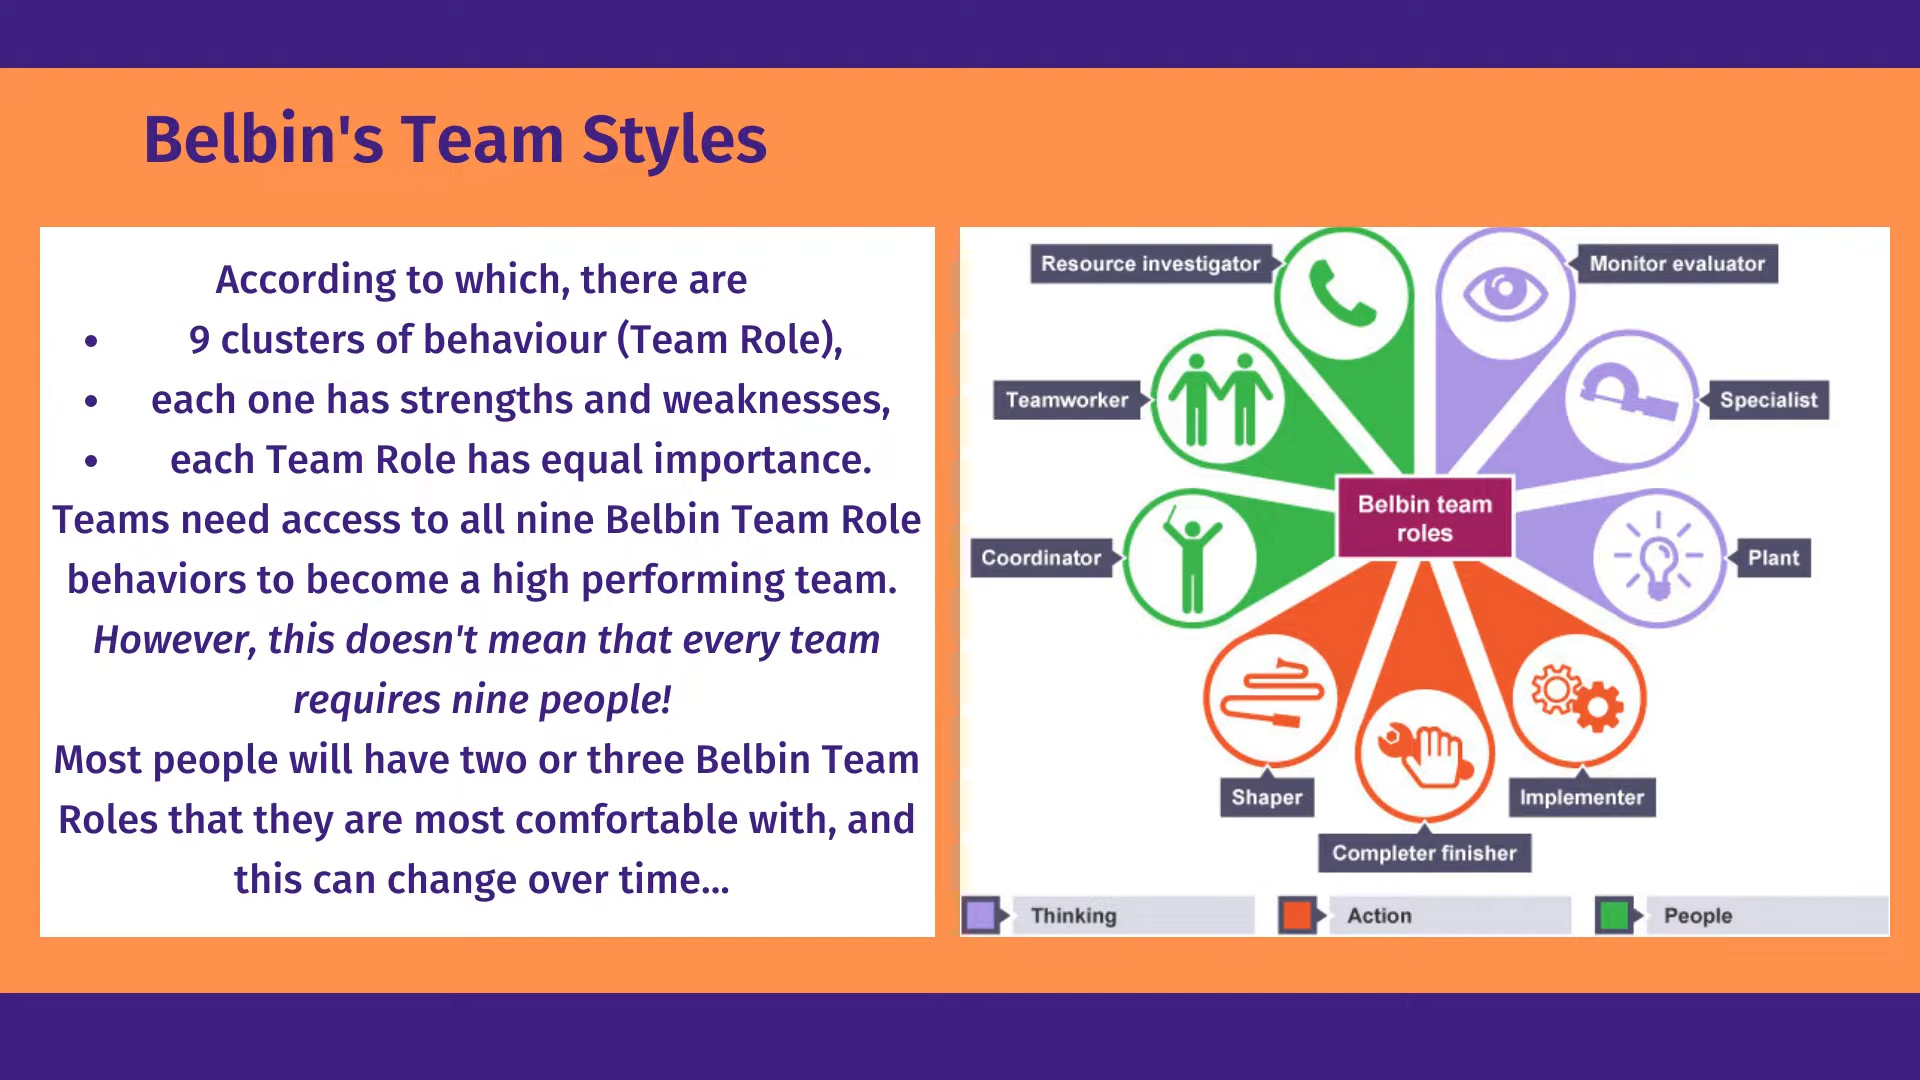 Belbin's Team Styles
According to which, there are
• 9 clusters of behaviour (Team Role),
• each one has strengths and weaknesses,
• each Team Role has equal importance.
Teams need access to all nine Belbin Team Role
behaviors to become a high performing team.
However, this doesn't mean that every team
requires nine people!
Most people will have two or three Belbin Team
Roles that they are most comfortable with, and
this can change over time...
Resource investigator
Monitor evaluator
Teamworker
Specialist
Belbin team
roles
Coordinator
Plant
Shaper
Implementer
Completer finisher
Thinking
Action
People